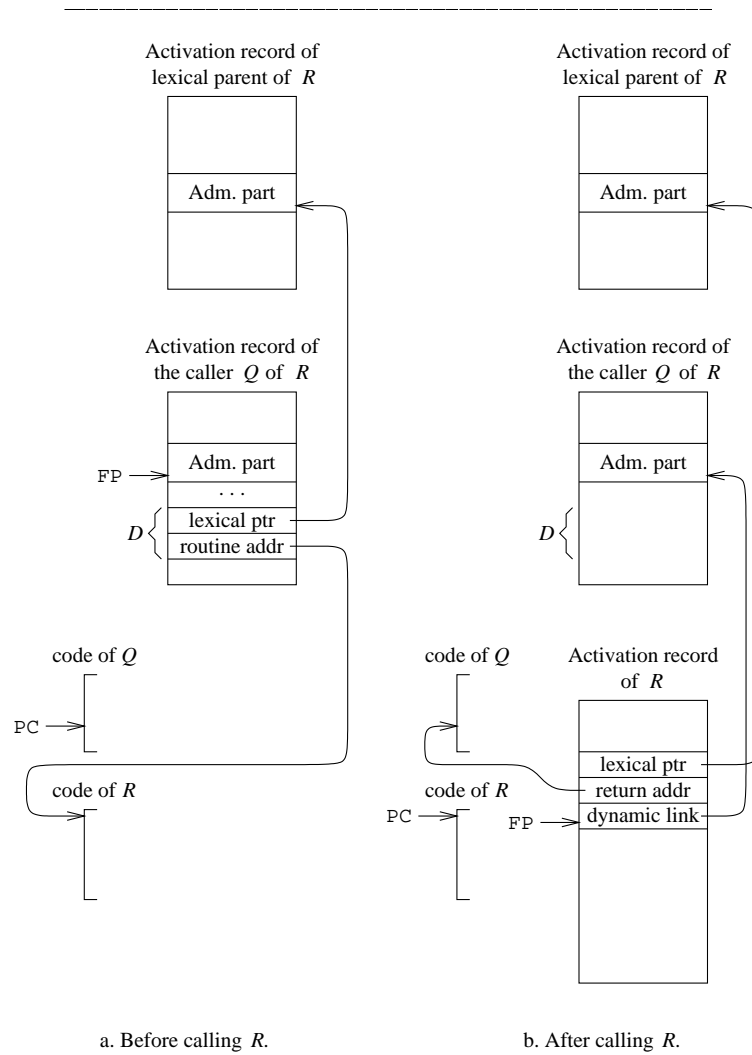 Activation record of
lexical parent of R
Adm. part
Activation record of
the caller Q of R
FP
Adm. part
. . .
D
lexical ptr
routine addr
code of Q
PC
code of R
a. Before calling R.
Activation record of
lexical parent of R
Adm. part
Activation record of
the caller Q of R
Adm. part
D
code of Q
Activation record
of R
lexical ptr
return addr
code of R
PC
FP
dynamic link
b. After calling R.